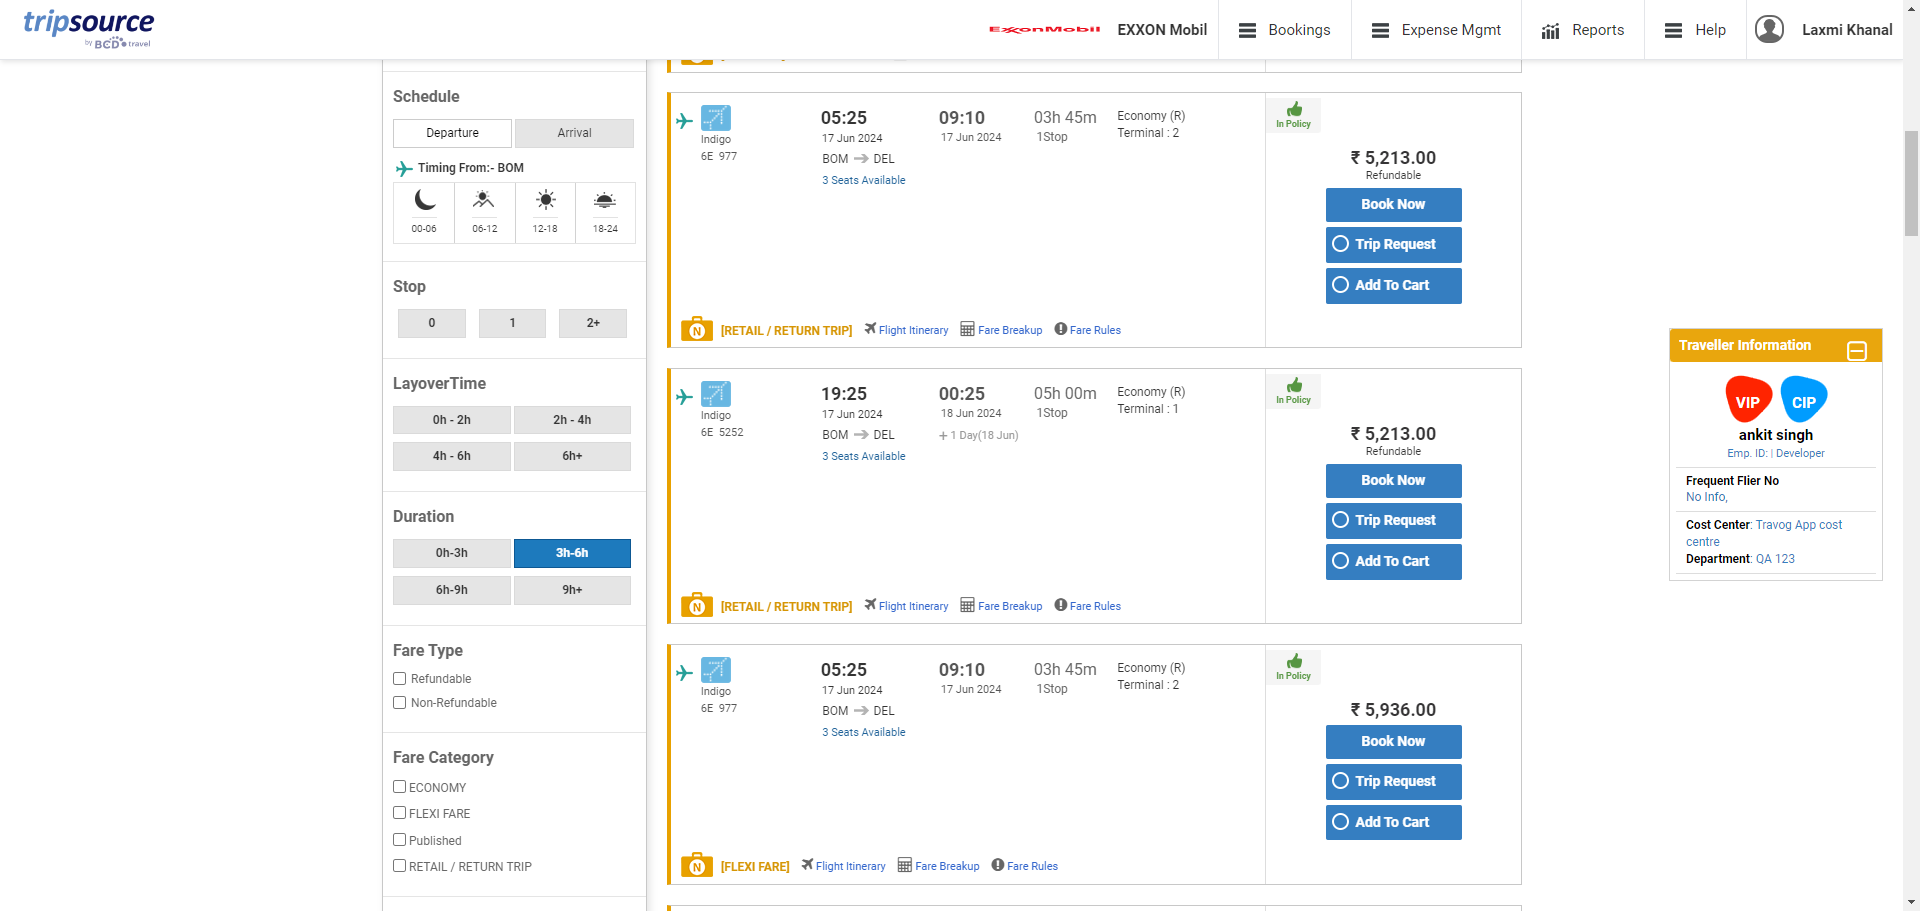 tripsource
by BCD travel
ExxonMobil
EXXON Mobil
Bookings
Expense Mgmt
Reports
Help
Laxmi Khanal
Schedule
Departure
Arrival
Timing From:- BOM
00-06
06-12
12-18
18-24
Stop
0
1
2+
LayoverTime
0h - 2h
2h - 4h
4h - 6h
6h+
Duration
0h-3h
3h-6h
6h-9h
9h+
Fare Type
Refundable
Non-Refundable
Fare Category
ECONOMY
FLEXI FARE
Published
RETAIL / RETURN TRIP
Indigo
6E 977
05:25
17 Jun 2024
BOM DEL
3 Seats Available
09:10
17 Jun 2024
03h 45m
1Stop
Economy (R)
Terminal : 2
In Policy
₹ 5,213.00
Refundable
Book Now
Trip Request
Add To Cart
N
[RETAIL / RETURN TRIP]
Flight Itinerary
Fare Breakup
Fare Rules
Indigo
6E 5252
19:25
17 Jun 2024
BOM DEL
3 Seats Available
00:25
18 Jun 2024
+ 1 Day(18 Jun)
05h 00m
1Stop
Economy (R)
Terminal : 1
In Policy
₹ 5,213.00
Refundable
Book Now
Trip Request
Add To Cart
N
[RETAIL / RETURN TRIP]
Flight Itinerary
Fare Breakup
Fare Rules
Indigo
6E 977
05:25
17 Jun 2024
BOM DEL
3 Seats Available
09:10
17 Jun 2024
03h 45m
1Stop
Economy (R)
Terminal : 2
In Policy
₹ 5,936.00
Book Now
Trip Request
Add To Cart
N
[FLEXI FARE]
Flight Itinerary
Fare Breakup
Fare Rules
Traveller Information
VIP
CIP
ankit singh
Emp. ID: | Developer
Frequent Flier No
No Info,
Cost Center: Travog App cost
centre
Department: QA 123